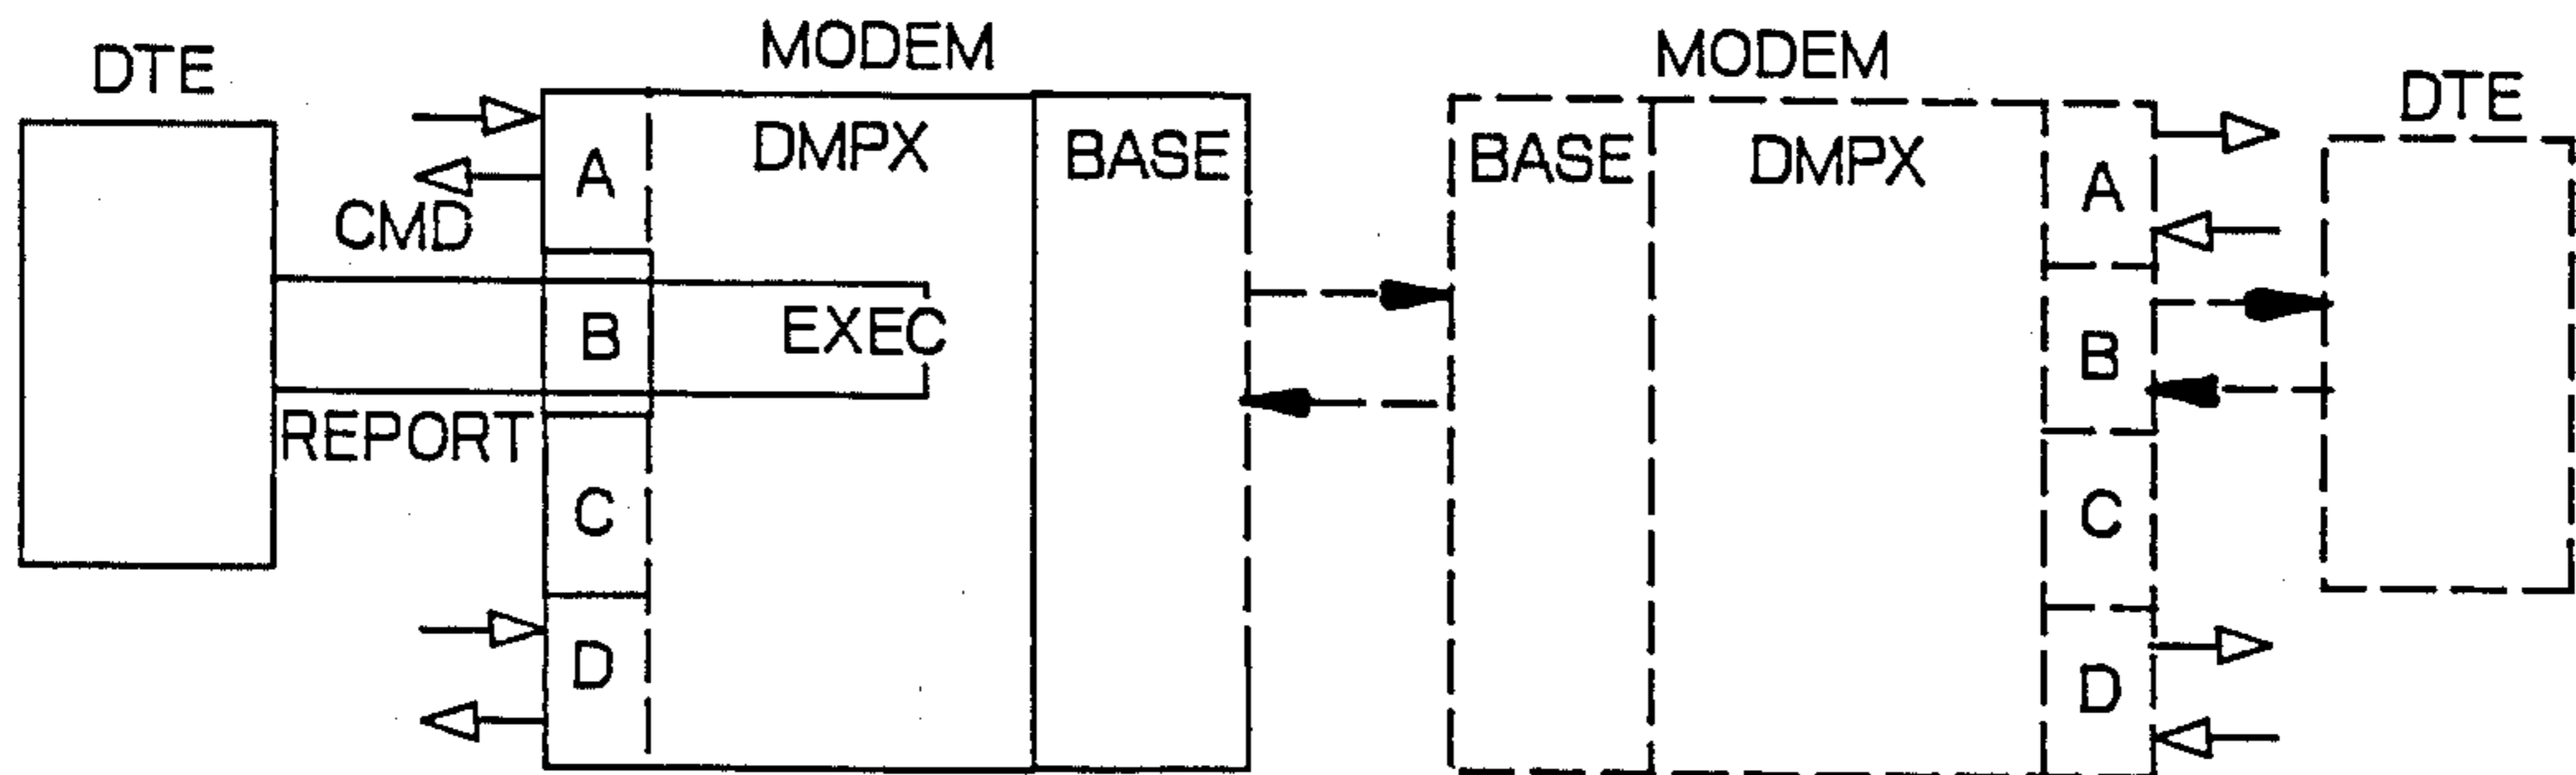 DTE
MODEM
MODEM
DTE
A
DMPX
BASE
BASE
DMPX
A
CMD
B
EXEC
B
REPORT
C
C
D
D